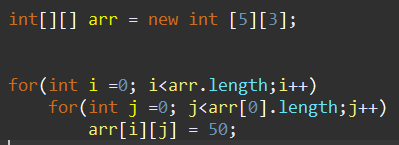 int[][] arr = new int [5][3];
for(int i =0; i<arr.length;i++)
for(int j =0; j<arr[0].length;j++)
arr[i][j] = 50;